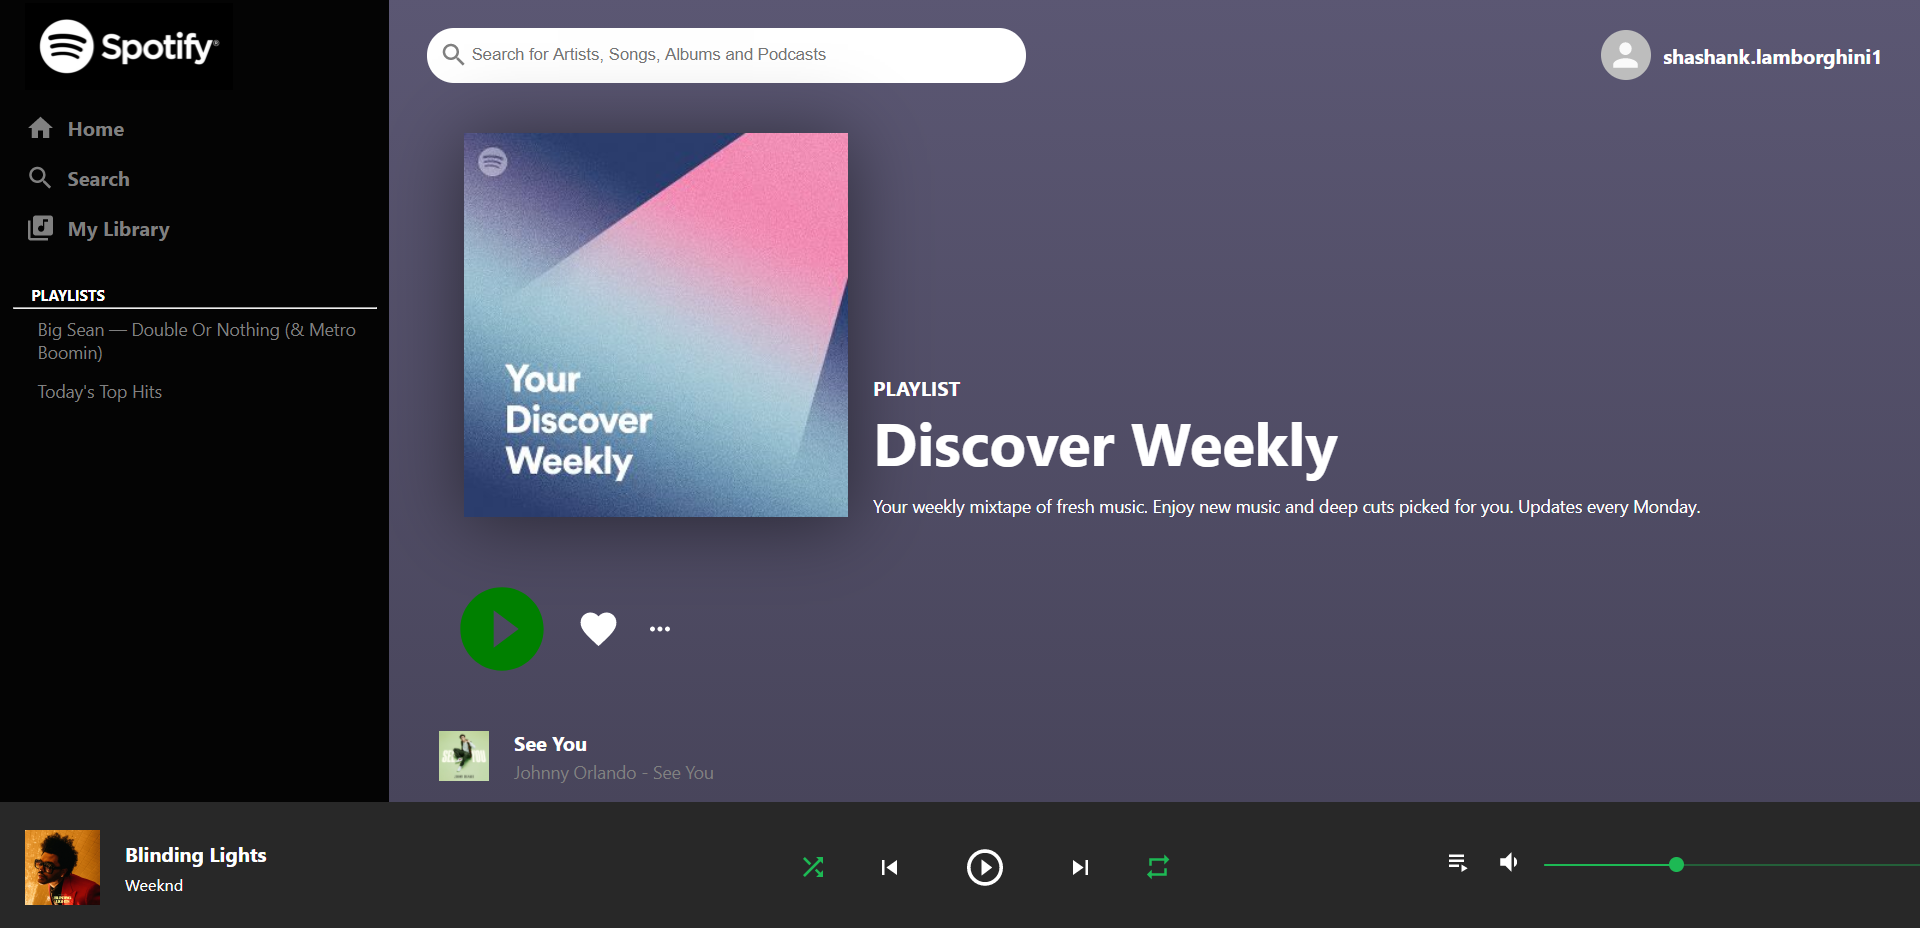 Spotify®
Home
Search
My Library
PLAYLISTS
Big Sean — Double Or Nothing (& Metro
Boomin)
Today's Top Hits
Search for Artists, Songs, Albums and Podcasts
shashank.lamborghini1
Your
Discover
Weekly
PLAYLIST
Discover Weekly
Your weekly mixtape of fresh music. Enjoy new music and deep cuts picked for you. Updates every Monday.
SEE YOU
See You
Johnny Orlando - See You
Blinding Lights
Weeknd